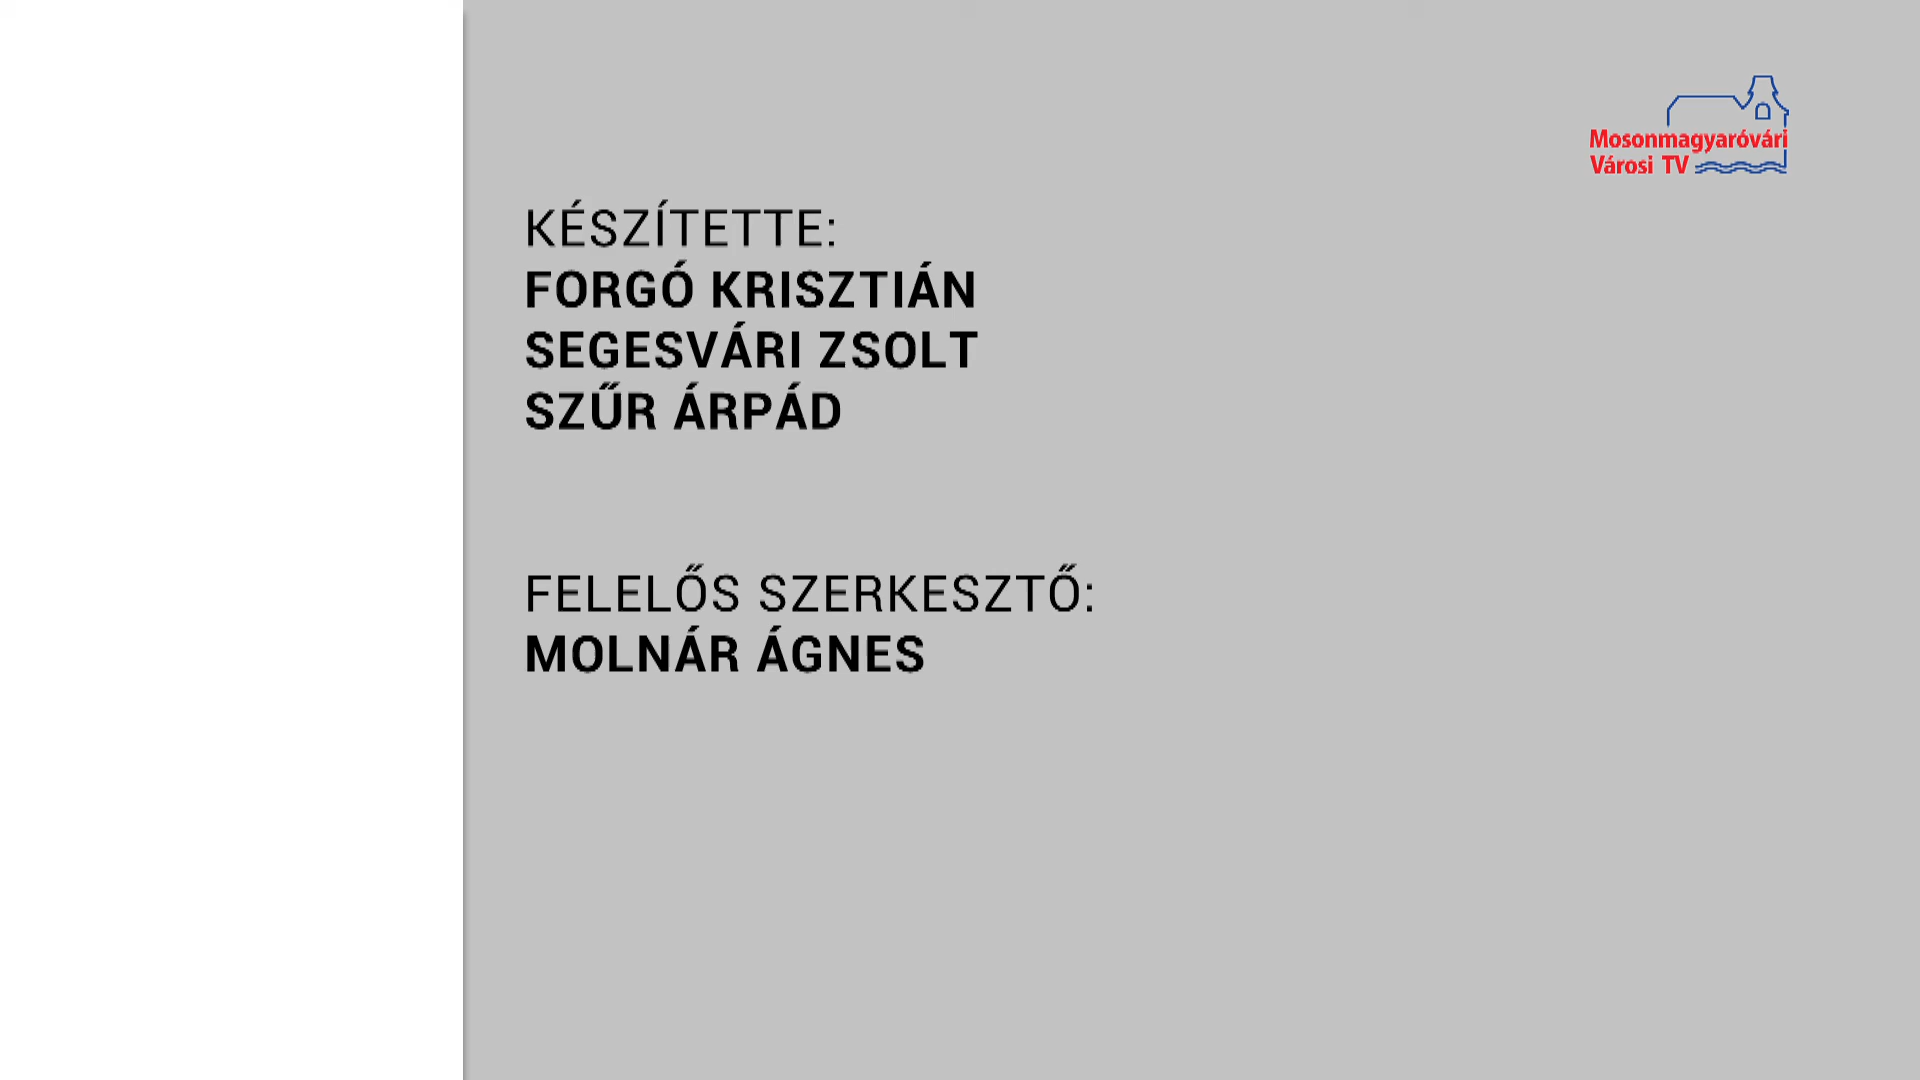 Mosonmagyaróvári
Városi TV
KÉSZÍTETTE:
FORGÓ KRISZTIÁN
SEGESVÁRI ZSOLT
SZŰR ÁRPÁD
FELELŐS SZERKESZTŐ:
MOLNÁR ÁGNES